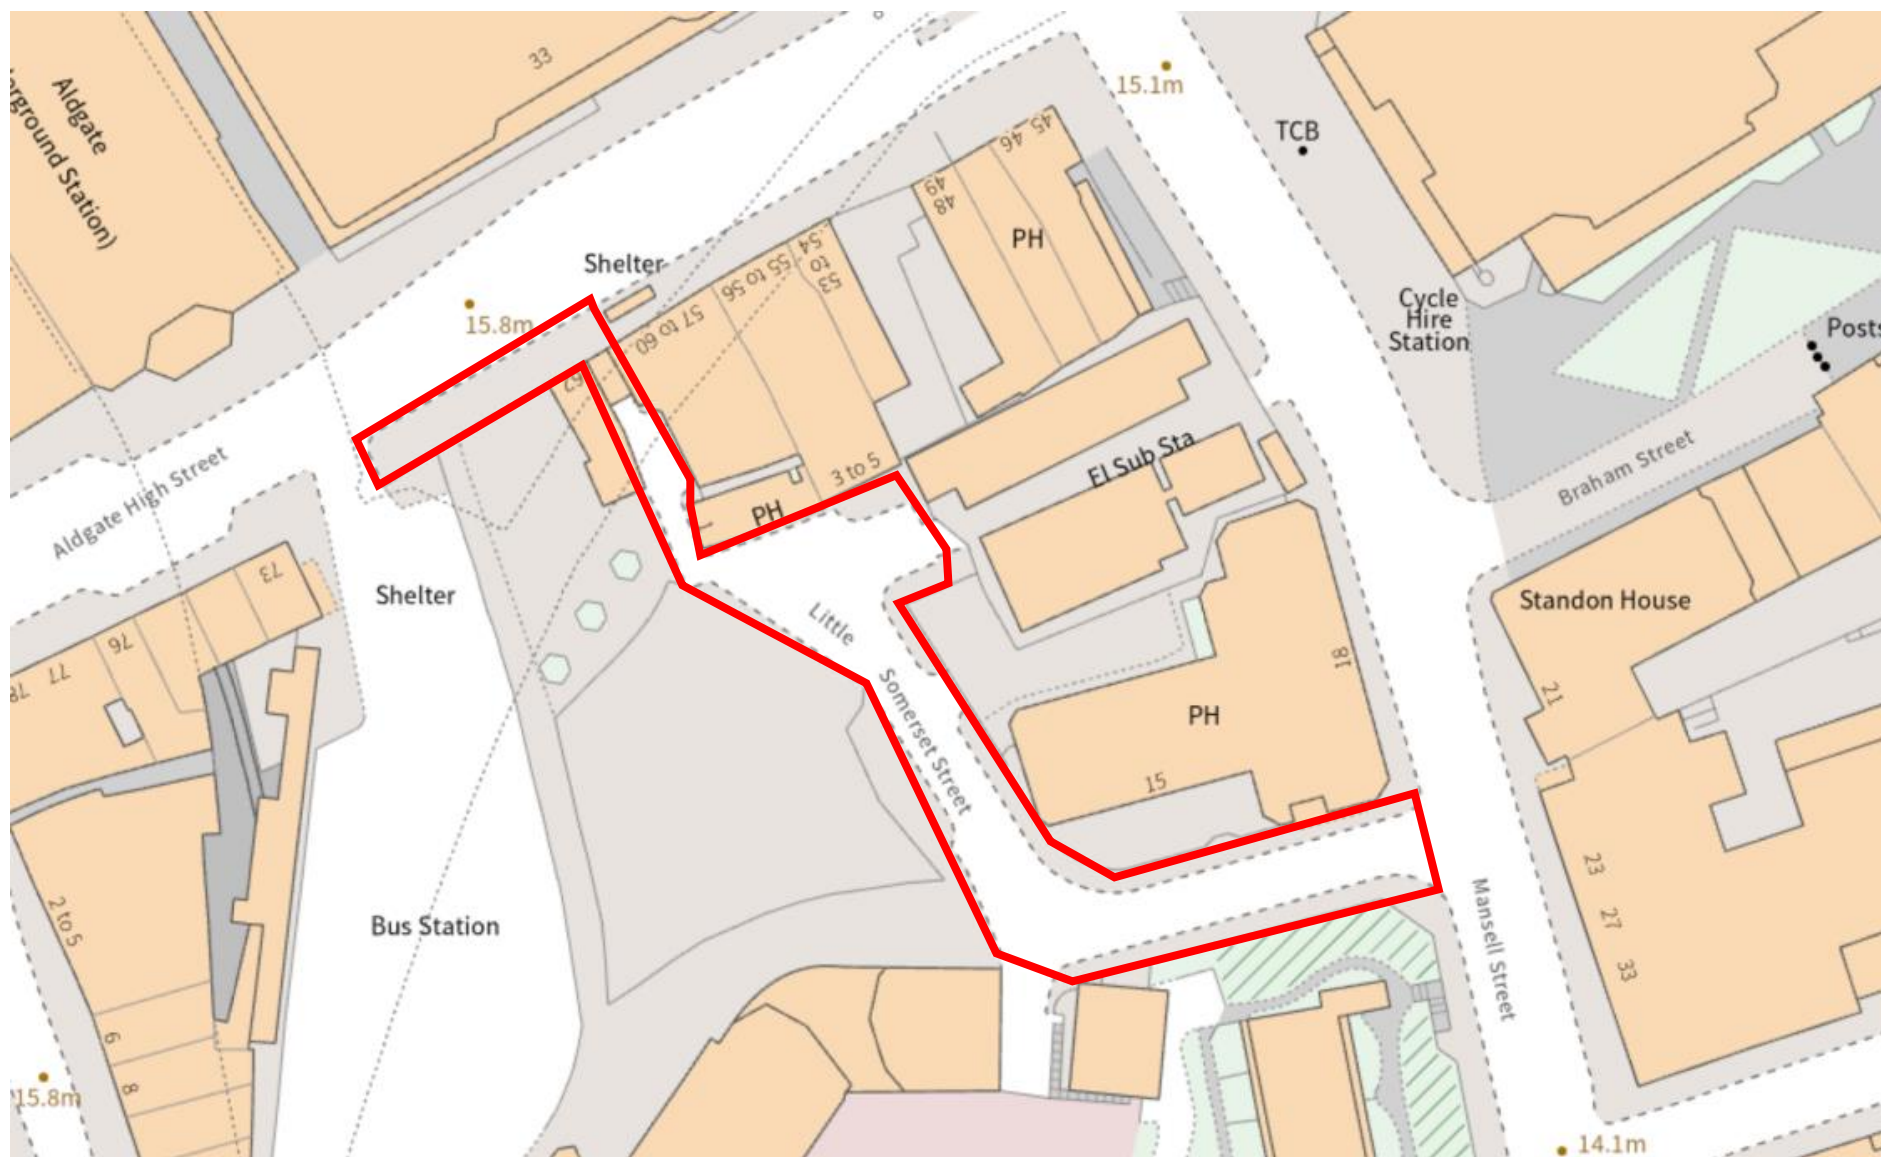 33
Aldgate
erground Station)
15.1m
TCB
45
46
49
48
PH
Shelter
54
to
53
55 to 56
57 to 60
15.8m
Cycle
Hire
Station
Posts
62
3 to 5
El Sub Sta
PH
Braham Street
Aldgate High Street
73
Shelter
Little
Somerset Street
Standon House
76
77
78
18
21
PH
15
2 to 5
Bus Station
23
27
33
Mansell Street
6
8
15.8m
14.1m